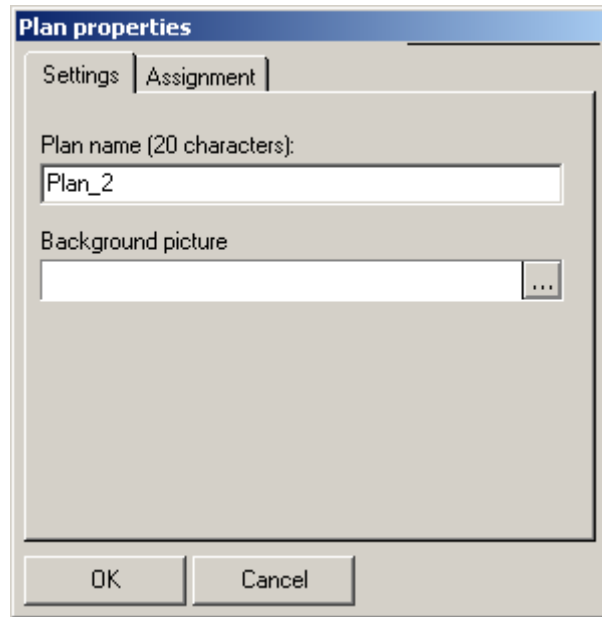 Plan properties
Settings Assignment
Plan name (20 characters):
Plan_2
Background picture
...
OK Cancel